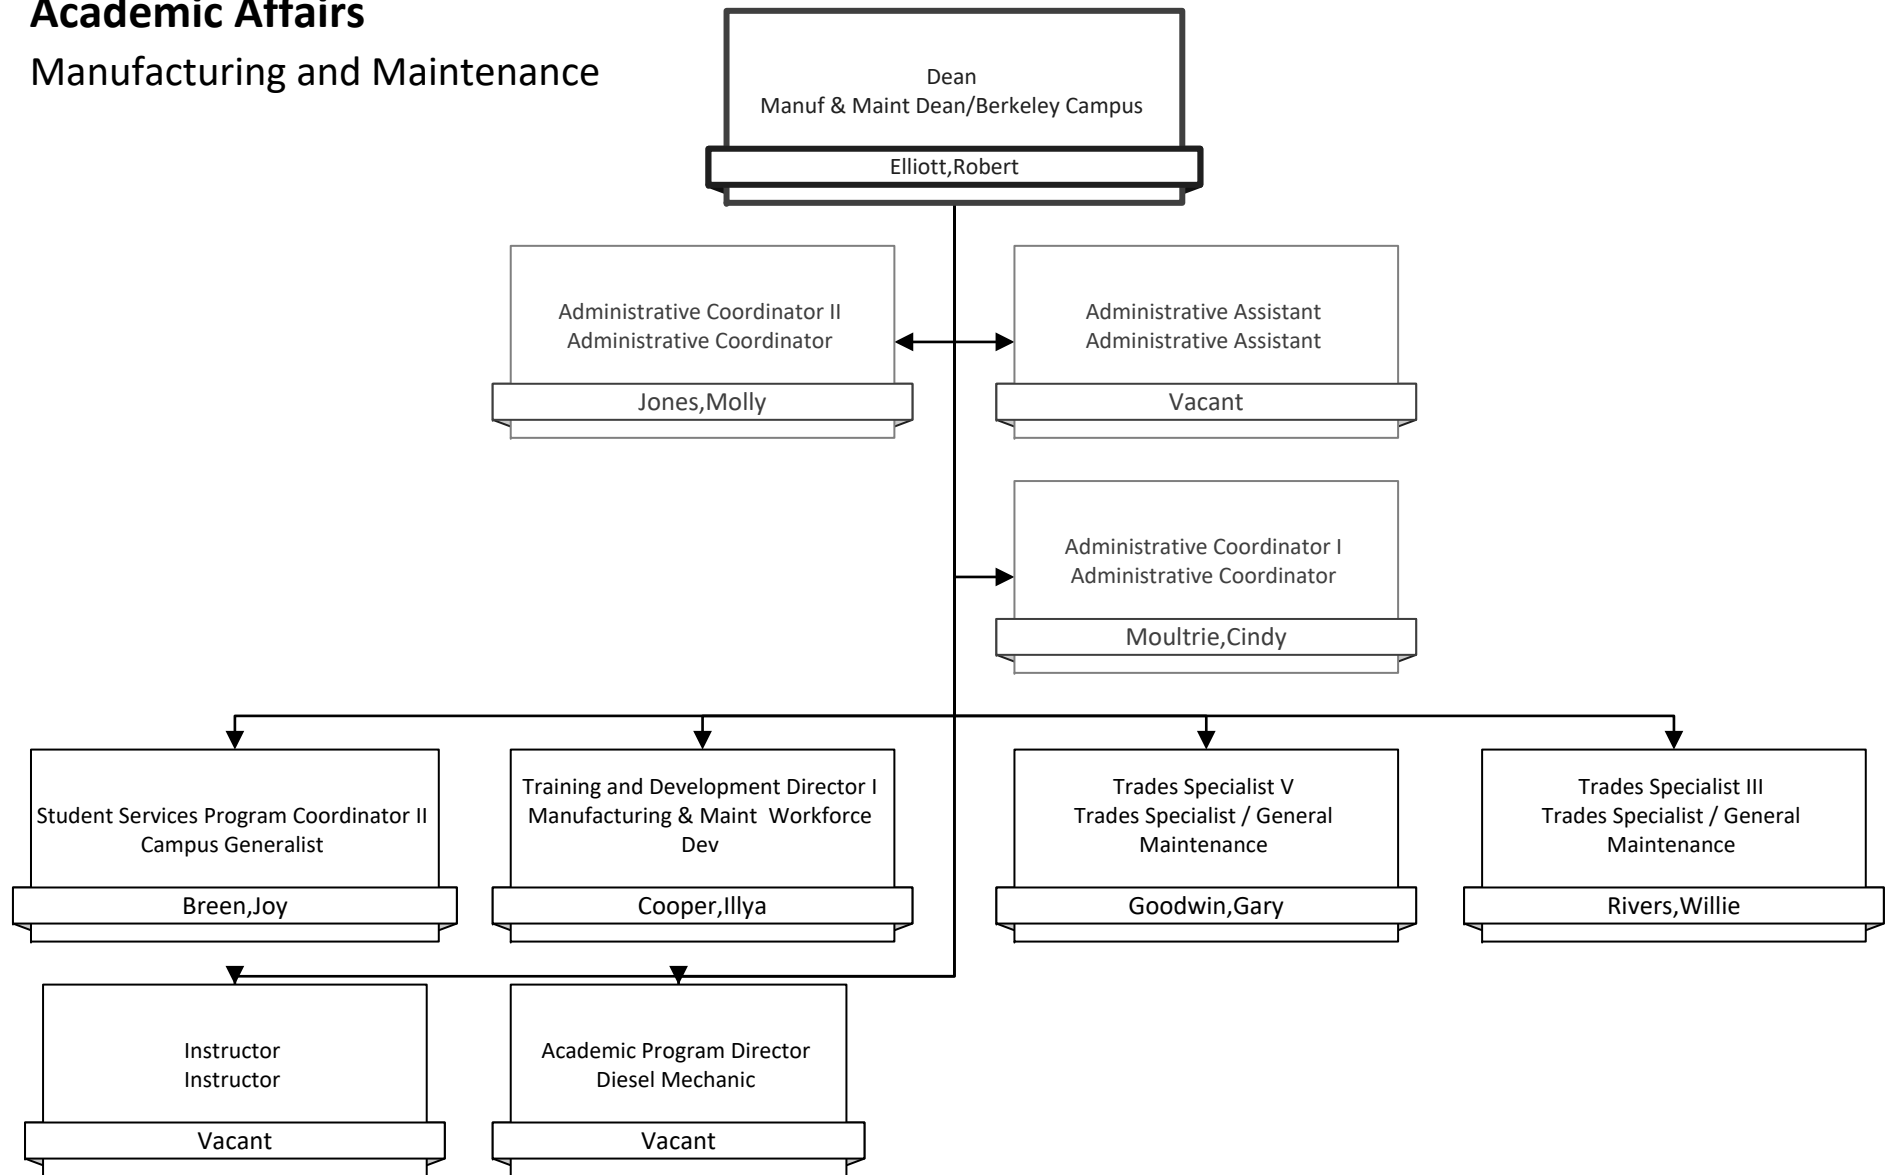 Academic Affairs
Manufacturing and Maintenance
Dean
Manuf & Maint Dean/Berkeley Campus
Elliott,Robert
Administrative Coordinator II
Administrative Coordinator
Jones,Molly
Administrative Assistant
Administrative Assistant
Vacant
Administrative Coordinator I
Administrative Coordinator
Moultrie,Cindy
Student Services Program Coordinator II
Campus Generalist
Breen,Joy
Training and Development Director I
Manufacturing & Maint  Workforce
Dev
Cooper,Illya
Trades Specialist V
Trades Specialist / General
Maintenance
Goodwin,Gary
Trades Specialist III
Trades Specialist / General
Maintenance
Rivers,Willie
Instructor
Instructor
Vacant
Academic Program Director
Diesel Mechanic
Vacant